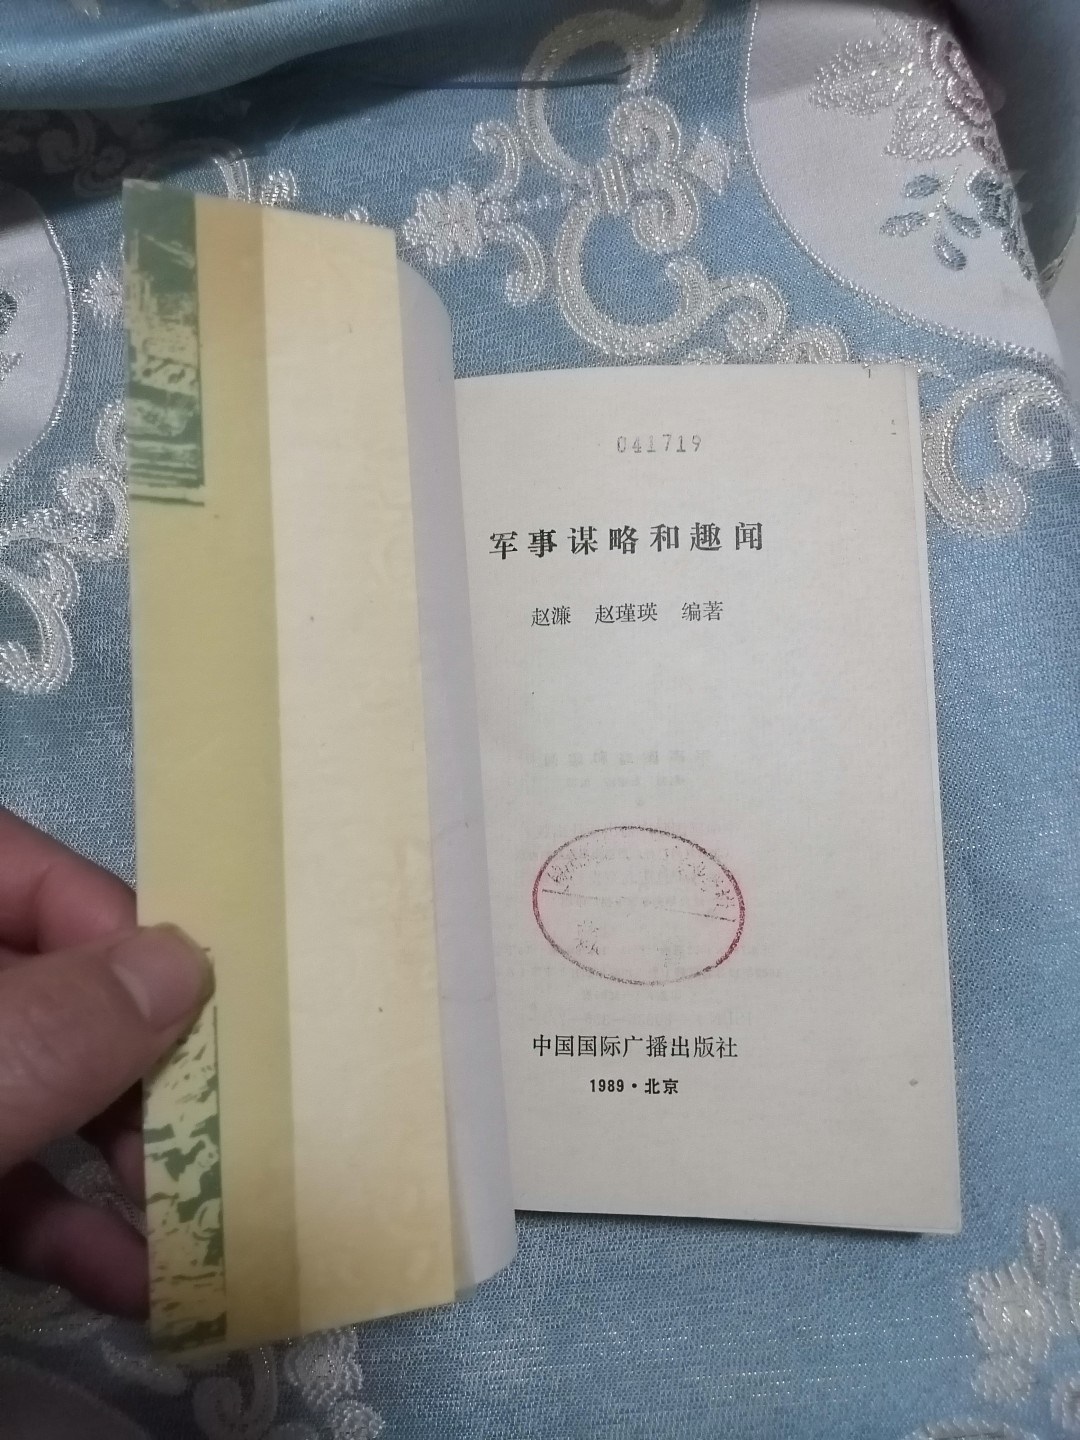 041719
军事谋略和趣闻
赵濂 赵瑾瑛 编著
中国国际广播出版社
1989·北京